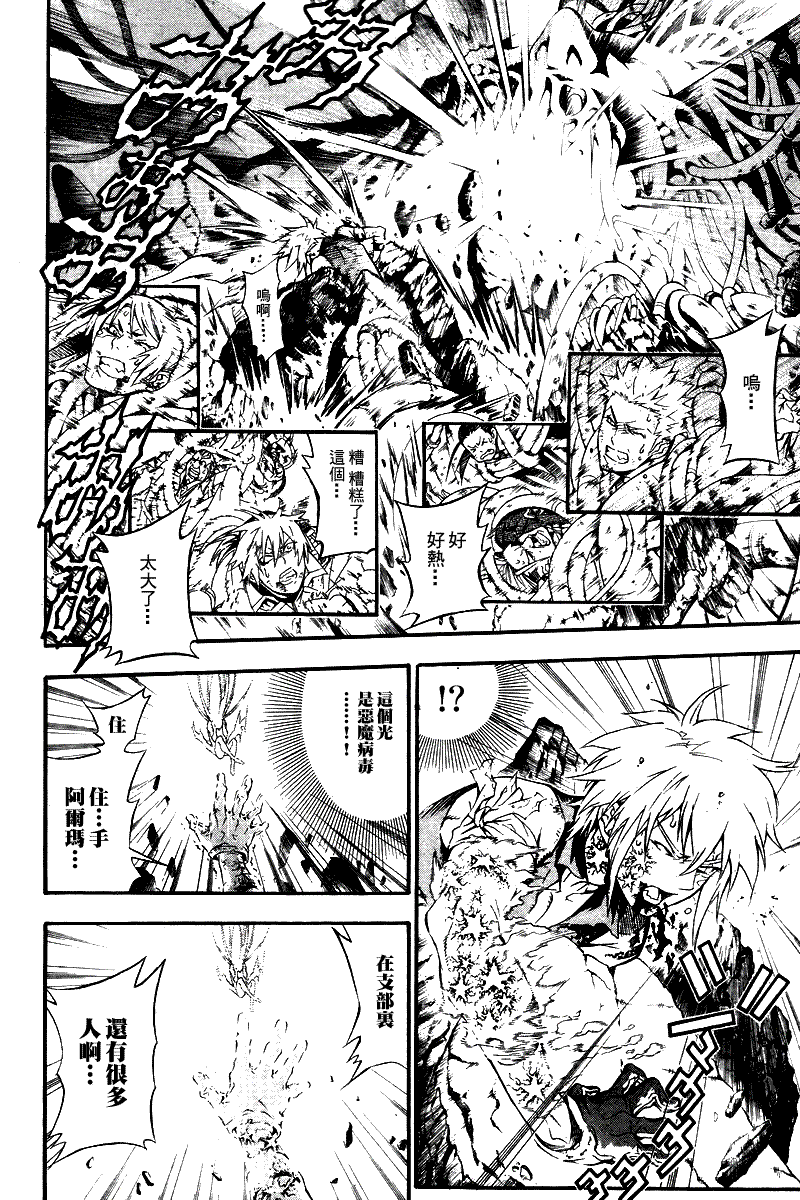 嗚…
嗚啊……
好
好熱…
糟 糟糕了…
這個…
太大了…
!?
這個光
是惡魔病毒
……!!
住
住…手
阿爾瑪…
在支部裏
還有很多
人啊…